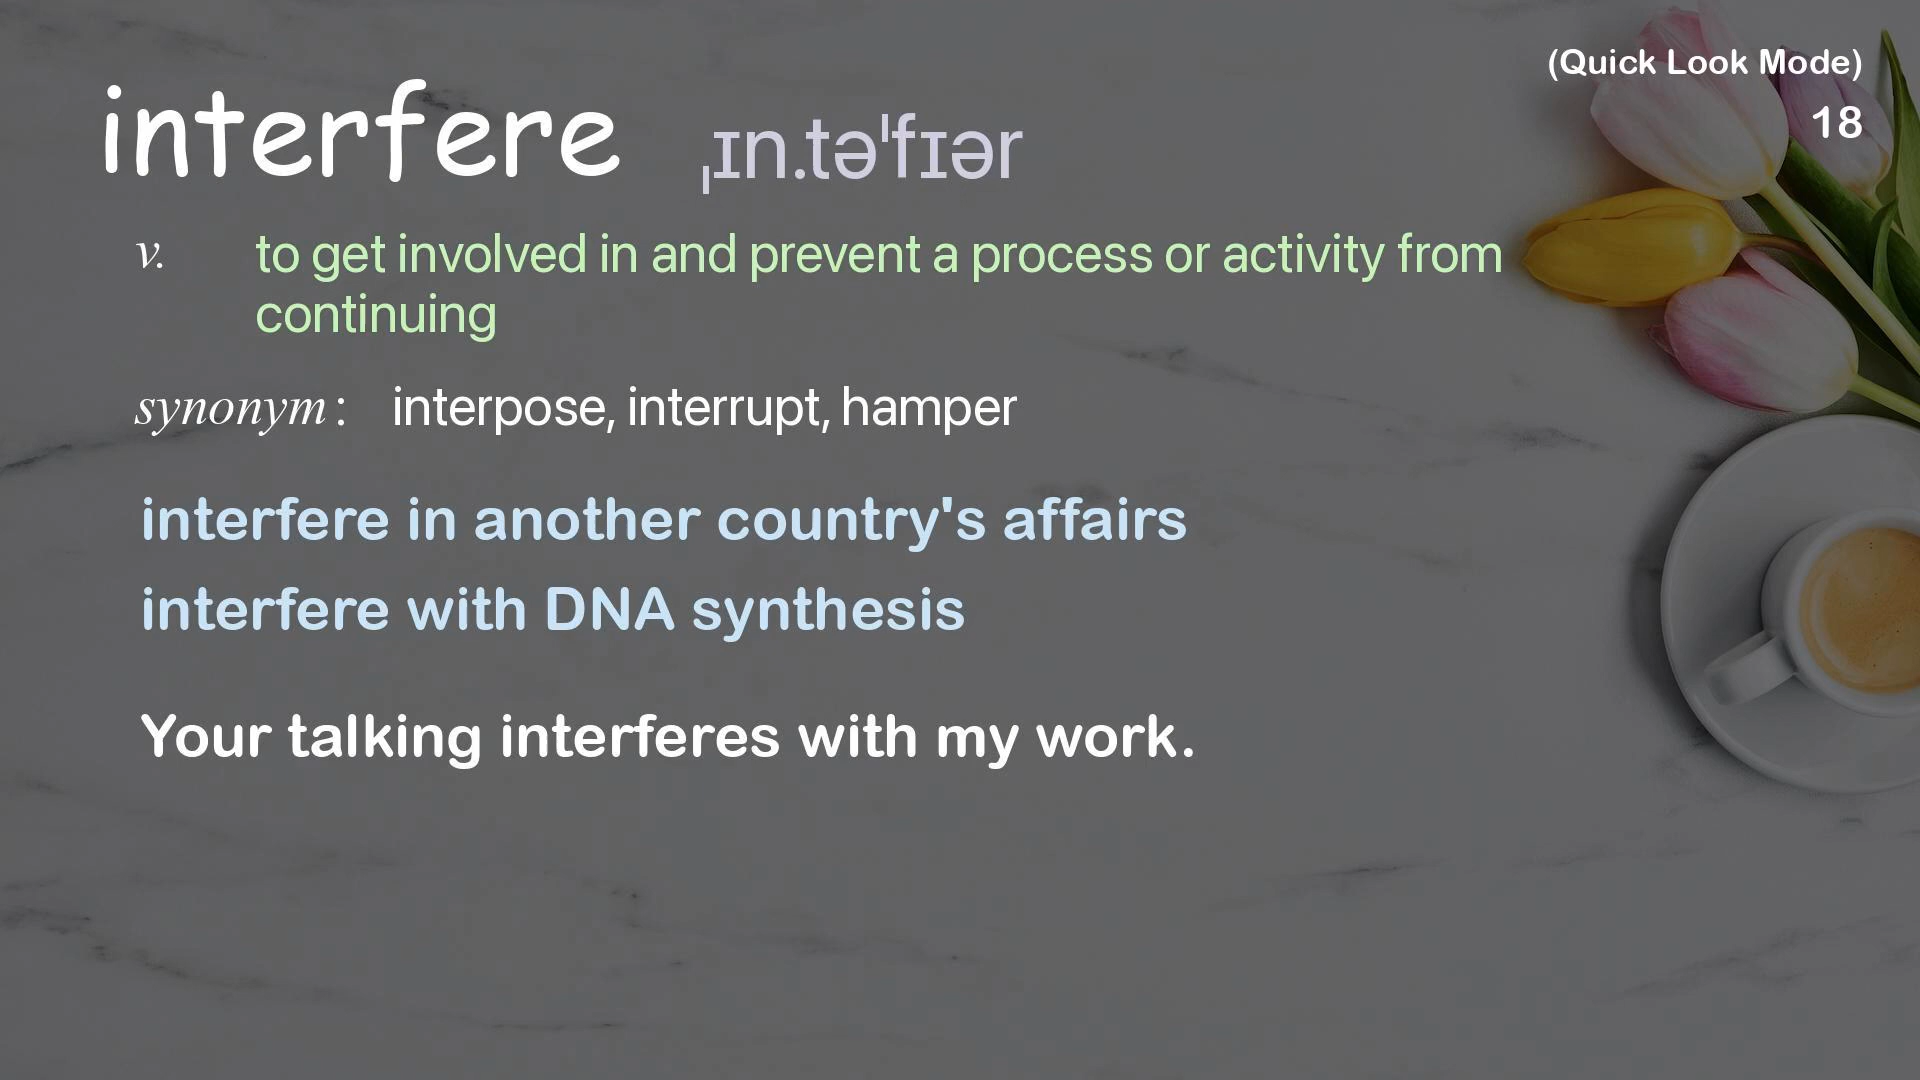 (Quick Look Mode)
18
interfere ˌɪn.təˈfɪər
v. to get involved in and prevent a process or activity from
continuing
synonym: interpose, interrupt, hamper
interfere in another country's affairs
interfere with DNA synthesis
Your talking interferes with my work.